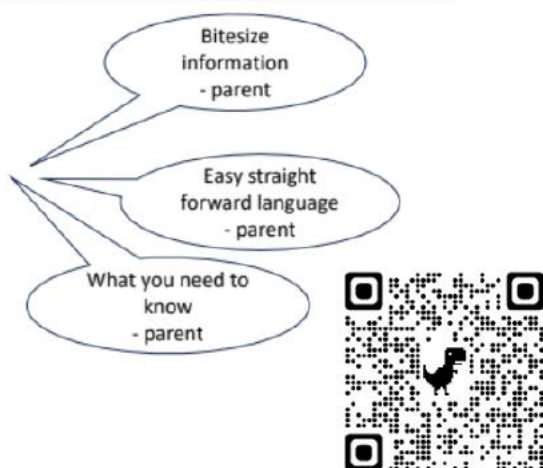 Bitesize
information
- parent
Easy straight
forward language
- parent
What you need to
know
- parent